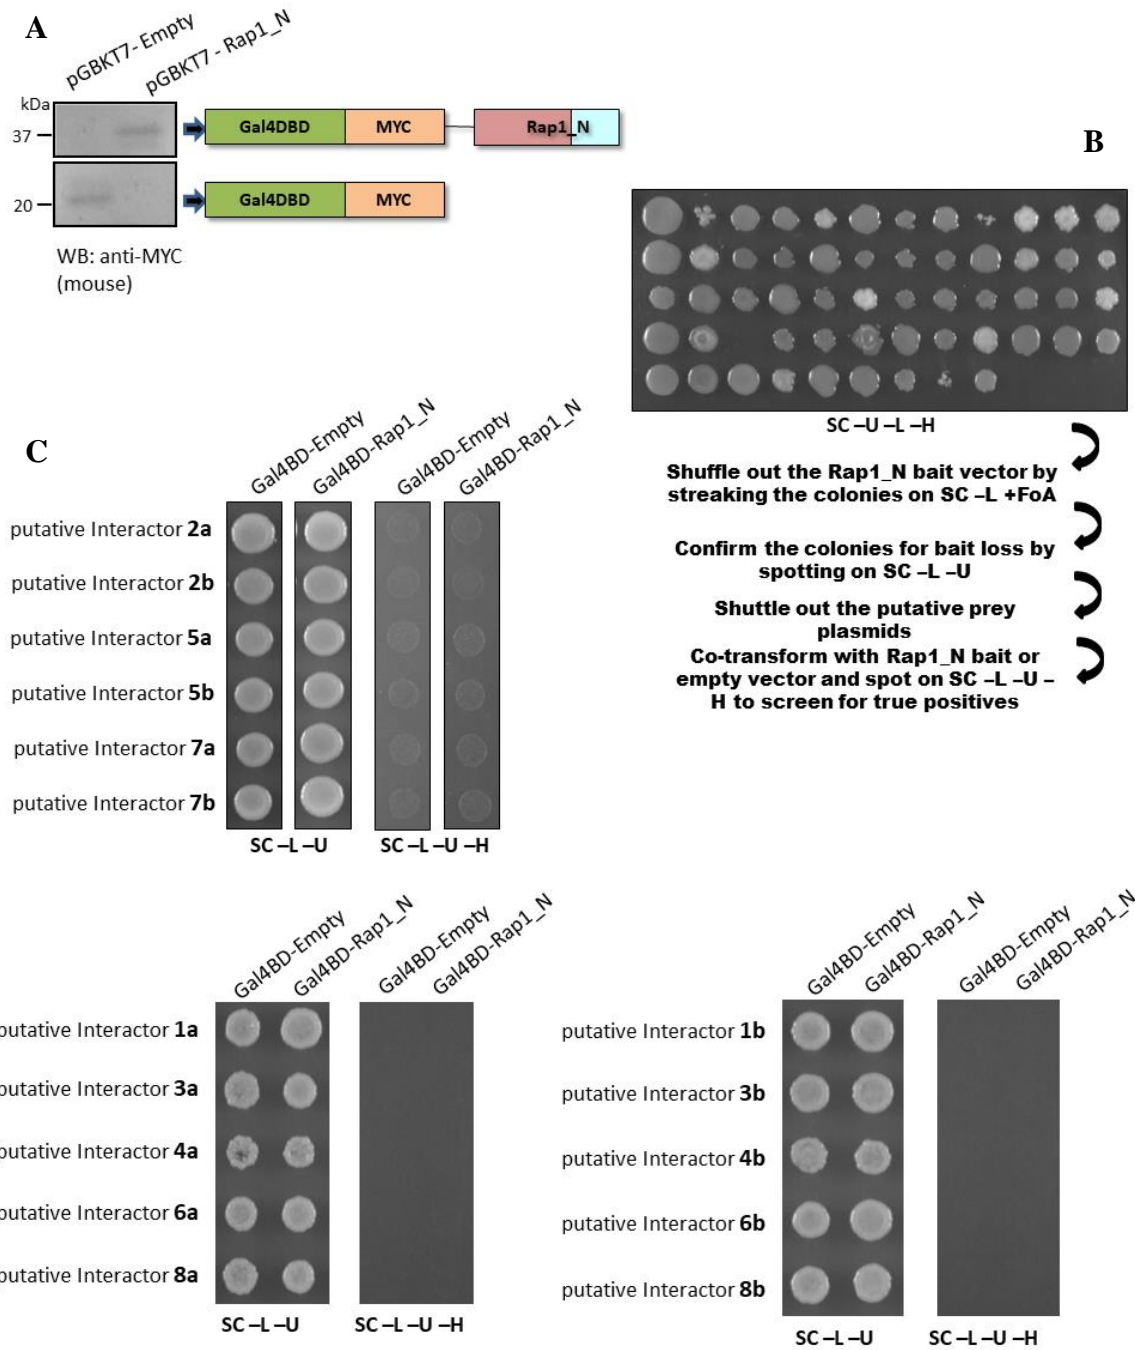 A
pGBKT7- Empty
pGBKT7 - Rap1_N
kDa
37
20
Gal4DBD
MYC
Rap1_N
Gal4DBD
MYC
WB: anti-MYC
(mouse)
B
SC –U –L –H
Shuffle out the Rap1_N bait vector by
streaking the colonies on SC –L +FoA
Confirm the colonies for bait loss by
spotting on SC –L –U
Shuttle out the putative prey
plasmids
Co-transform with Rap1_N bait or
empty vector and spot on SC –L –U –
H to screen for true positives
C
Gal4BD-Empty
Gal4BD-Rap1_N
Gal4BD-Empty
Gal4BD-Rap1_N
putative Interactor 2a
putative Interactor 2b
putative Interactor 5a
putative Interactor 5b
putative Interactor 7a
putative Interactor 7b
SC –L –U
SC –L –U –H
Gal4BD-Empty
Gal4BD-Rap1_N
Gal4BD-Empty
Gal4BD-Rap1_N
putative Interactor 1a
putative Interactor 3a
putative Interactor 4a
putative Interactor 6a
putative Interactor 8a
SC –L –U
SC –L –U –H
Gal4BD-Empty
Gal4BD-Rap1_N
Gal4BD-Empty
Gal4BD-Rap1_N
putative Interactor 1b
putative Interactor 3b
putative Interactor 4b
putative Interactor 6b
putative Interactor 8b
SC –L –U
SC –L –U –H